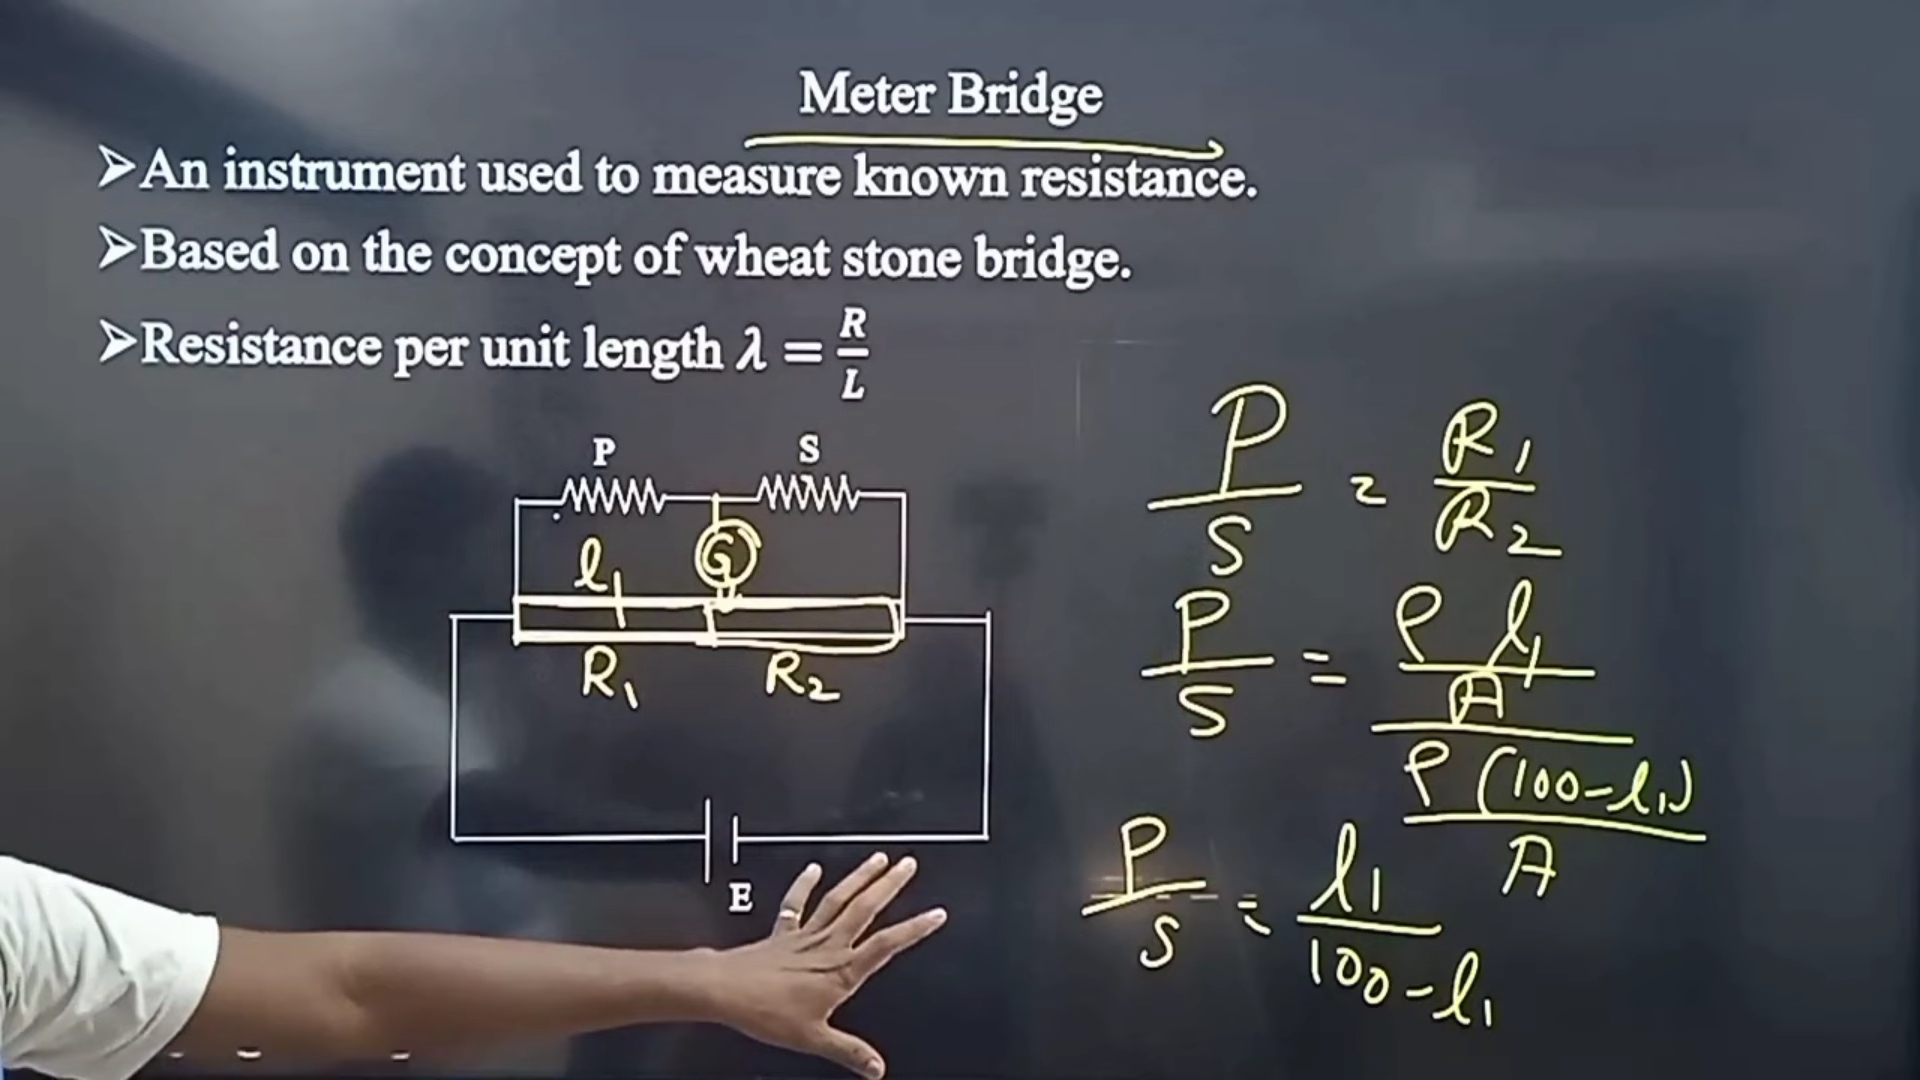 Meter Bridge
➢An instrument used to measure known resistance.
➢Based on the concept of wheat stone bridge.
➢Resistance per unit length λ = R/L
P S
G
l₁
R₁ R₂
E
P/S = R₁/R₂
P/S = (ρ l₁/A)/(ρ (100-l₁)/A)
P/S = l₁/(100-l₁)